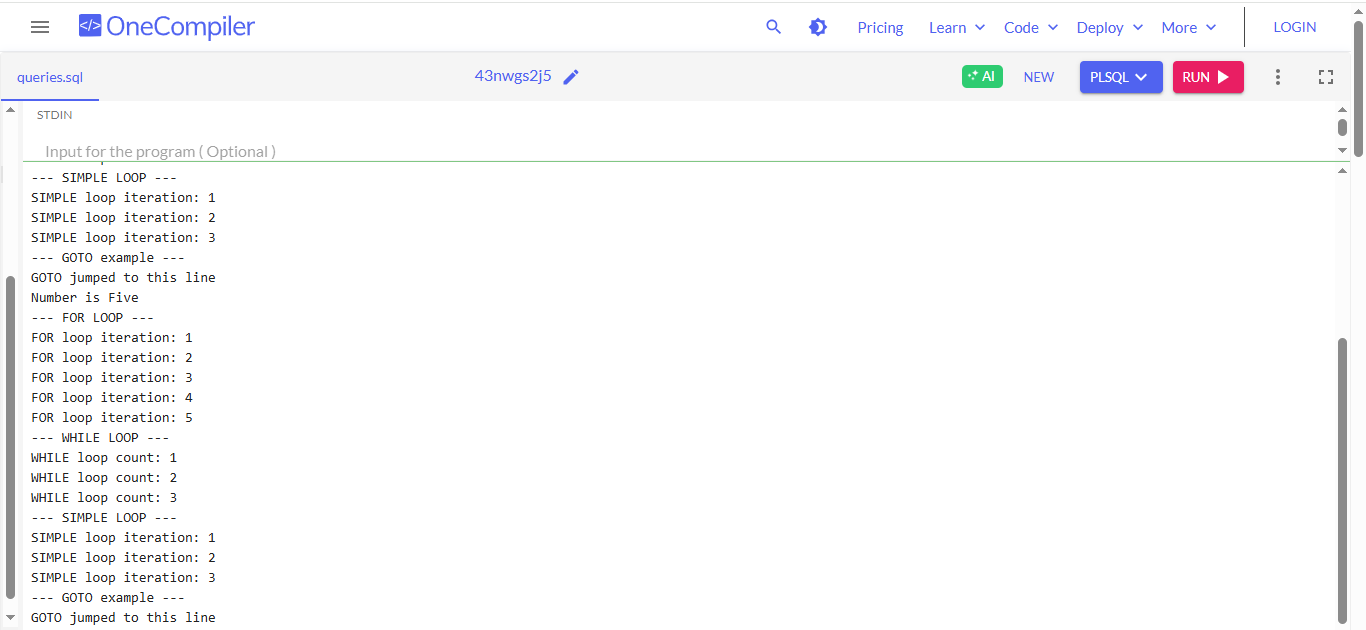 OneCompiler
Pricing Learn Code Deploy More LOGIN
queries.sql 43nwgs2j5 AI NEW PLSQL RUN
STDIN
Input for the program ( Optional )
--- SIMPLE LOOP ---
SIMPLE loop iteration: 1
SIMPLE loop iteration: 2
SIMPLE loop iteration: 3
--- GOTO example ---
GOTO jumped to this line
Number is Five
--- FOR LOOP ---
FOR loop iteration: 1
FOR loop iteration: 2
FOR loop iteration: 3
FOR loop iteration: 4
FOR loop iteration: 5
--- WHILE LOOP ---
WHILE loop count: 1
WHILE loop count: 2
WHILE loop count: 3
--- SIMPLE LOOP ---
SIMPLE loop iteration: 1
SIMPLE loop iteration: 2
SIMPLE loop iteration: 3
--- GOTO example ---
GOTO jumped to this line